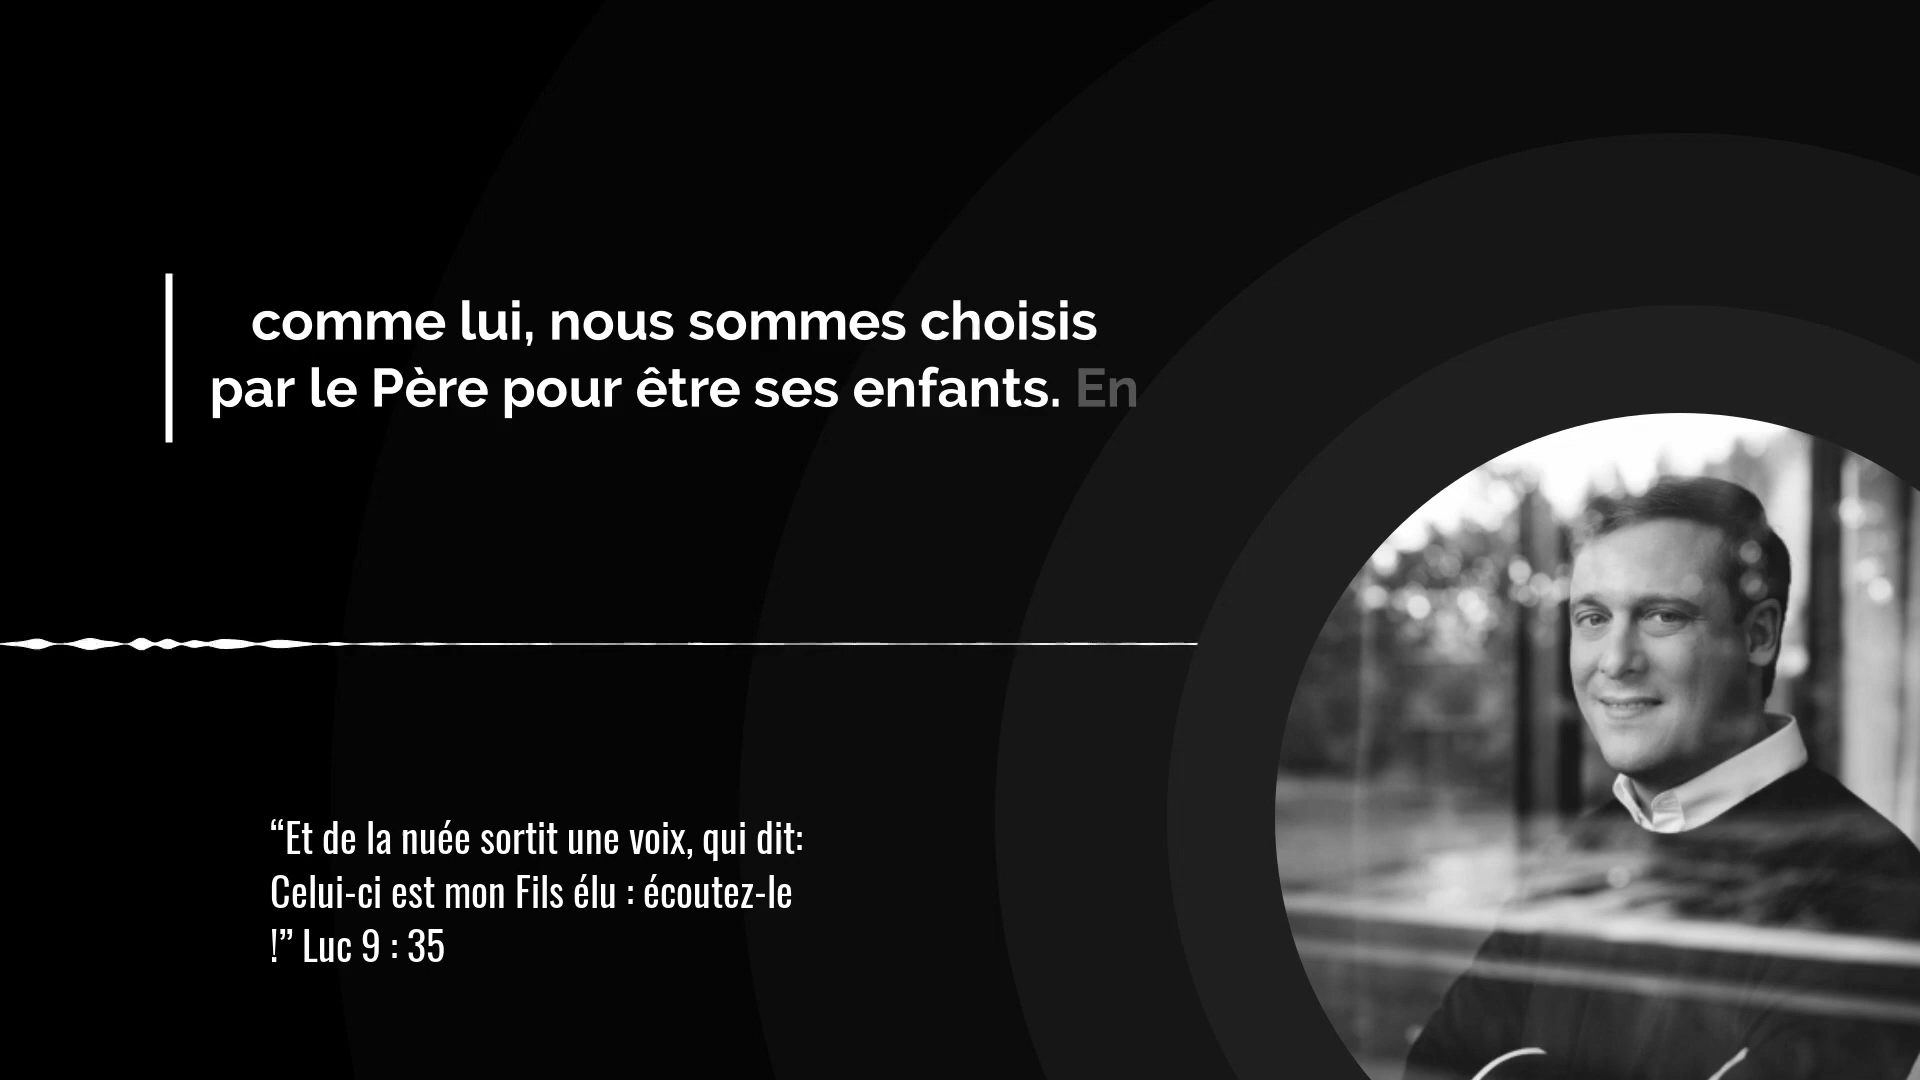 comme lui, nous sommes choisis
par le Père pour être ses enfants. En
“Et de la nuée sortit une voix, qui dit:
Celui-ci est mon Fils élu : écoutez-le
!” Luc 9 : 35